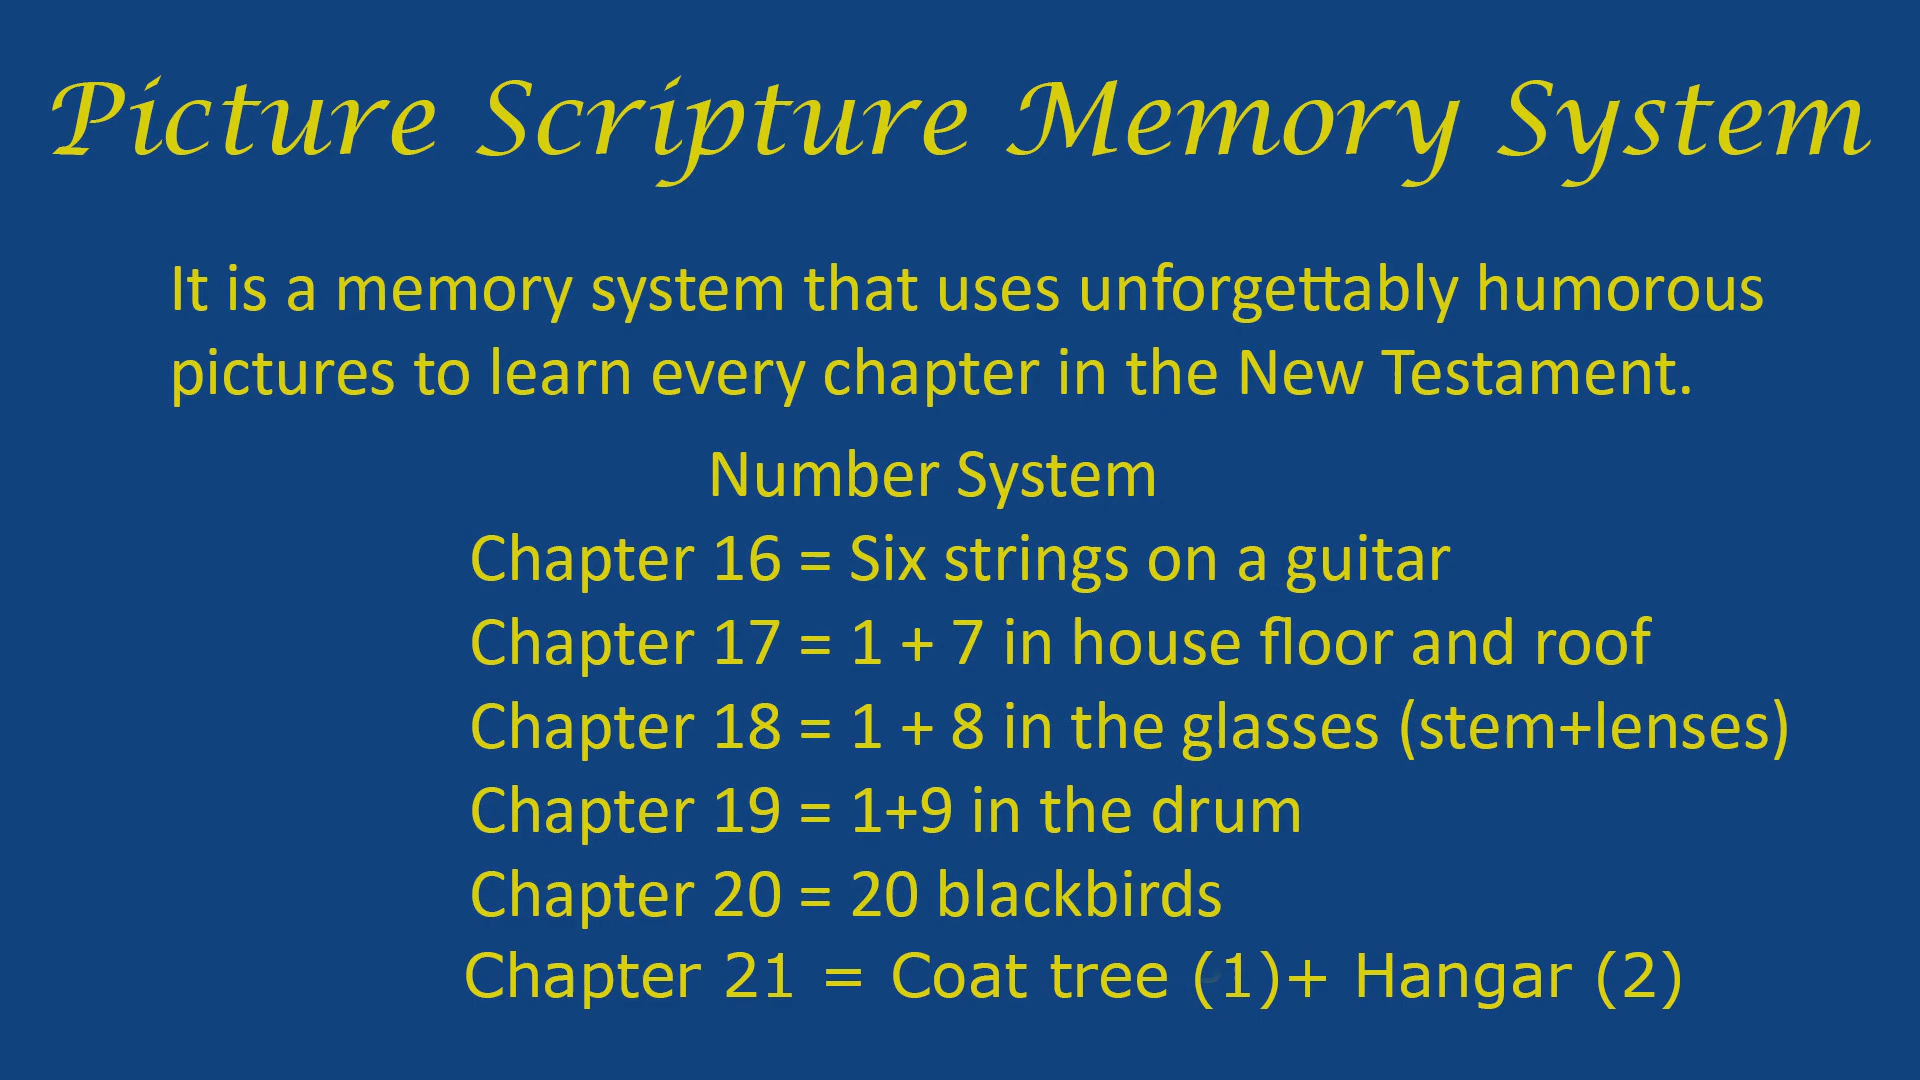 Picture Scripture Memory System
It is a memory system that uses unforgettably humorous
pictures to learn every chapter in the New Testament.
Number System
Chapter 16 = Six strings on a guitar
Chapter 17 = 1 + 7 in house floor and roof
Chapter 18 = 1 + 8 in the glasses (stem+lenses)
Chapter 19 = 1+9 in the drum
Chapter 20 = 20 blackbirds
Chapter 21 = Coat tree (1)+ Hangar (2)